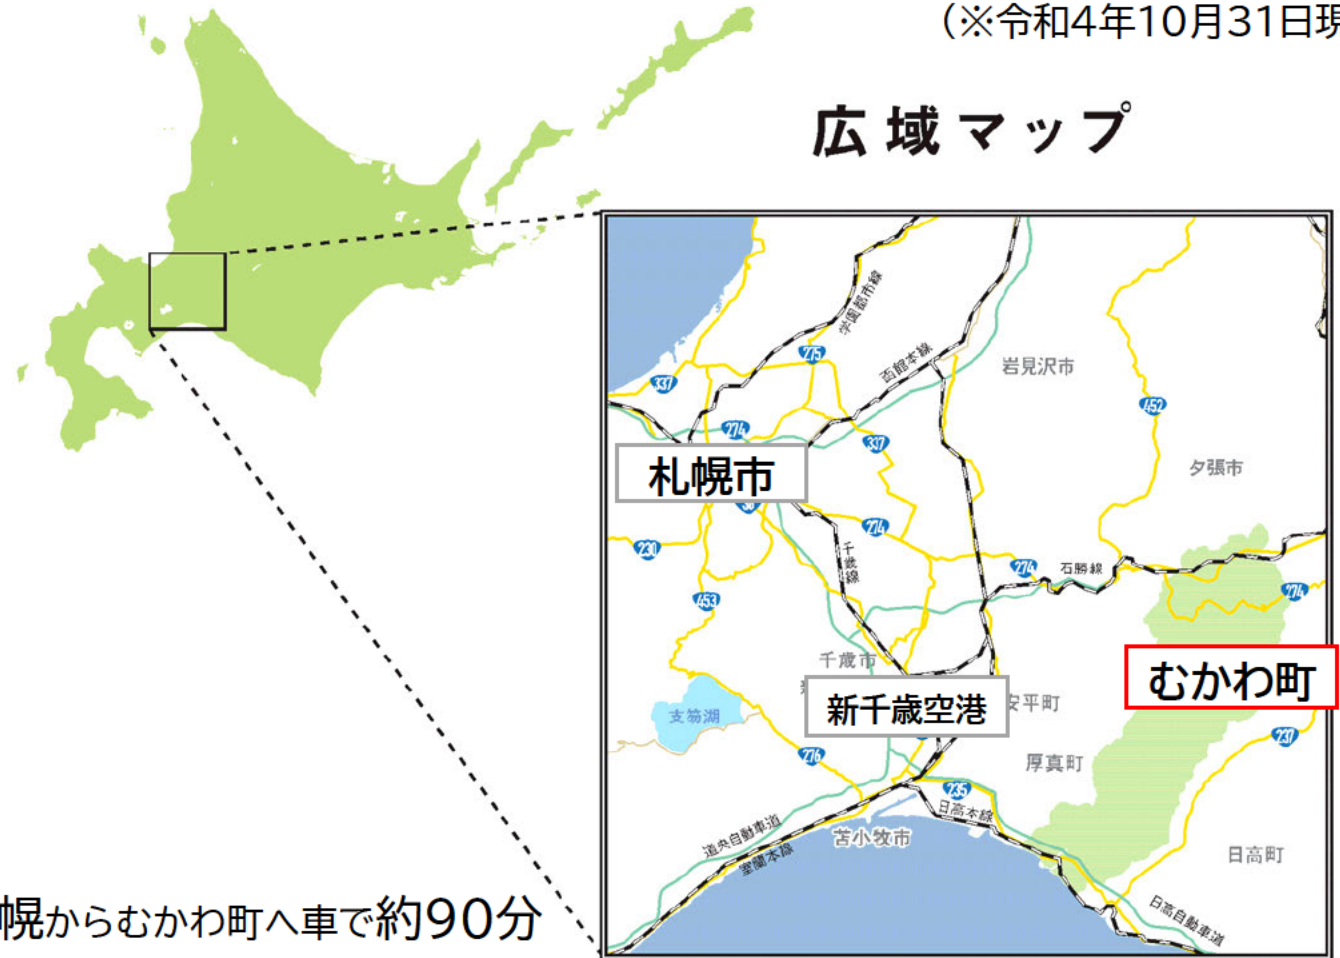 （※令和4年10月31日現
広域マップ
学園都市線
275
函館本線
岩見沢市
337
452
274
337
札幌市
夕張市
274
230
千歳線
274
石勝線
453
274
千歳市
むかわ町
支笏湖
新千歳空港
安平町
237
276
厚真町
235
日高本線
道央自動車道
苫小牧市
室蘭本線
日高町
幌からむかわ町へ車で約90分
日高自動車道